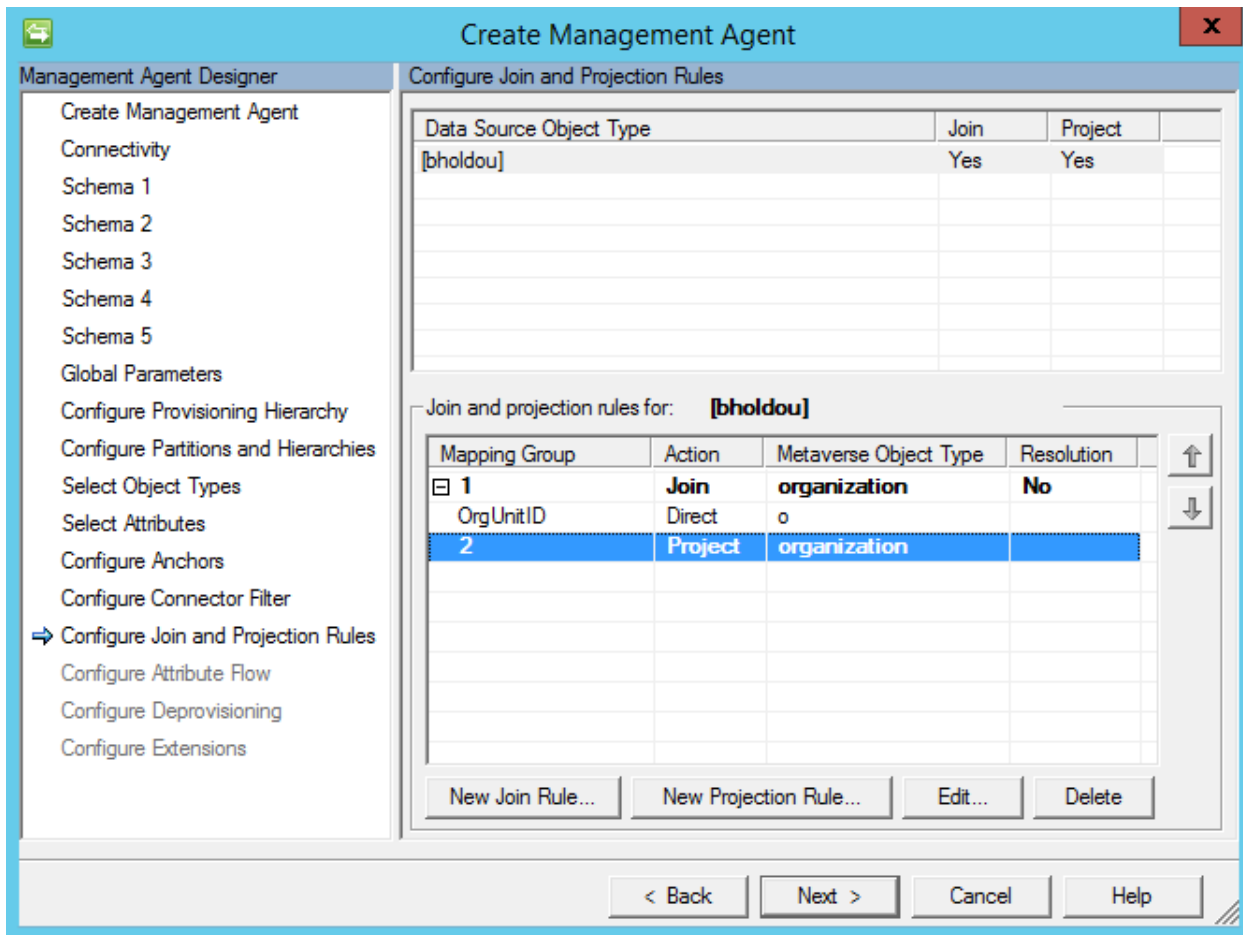 Create Management Agent
x
Management Agent Designer
Create Management Agent
Connectivity
Schema 1
Schema 2
Schema 3
Schema 4
Schema 5
Global Parameters
Configure Provisioning Hierarchy
Configure Partitions and Hierarchies
Select Object Types
Select Attributes
Configure Anchors
Configure Connector Filter
Configure Join and Projection Rules
Configure Attribute Flow
Configure Deprovisioning
Configure Extensions
Configure Join and Projection Rules
Data Source Object Type Join Project
[bholdou] Yes Yes
Join and projection rules for: [bholdou]
Mapping Group Action Metaverse Object Type Resolution
1 Join organization No
OrgUnitID Direct o
2 Project organization
New Join Rule... New Projection Rule... Edit... Delete
< Back Next > Cancel Help